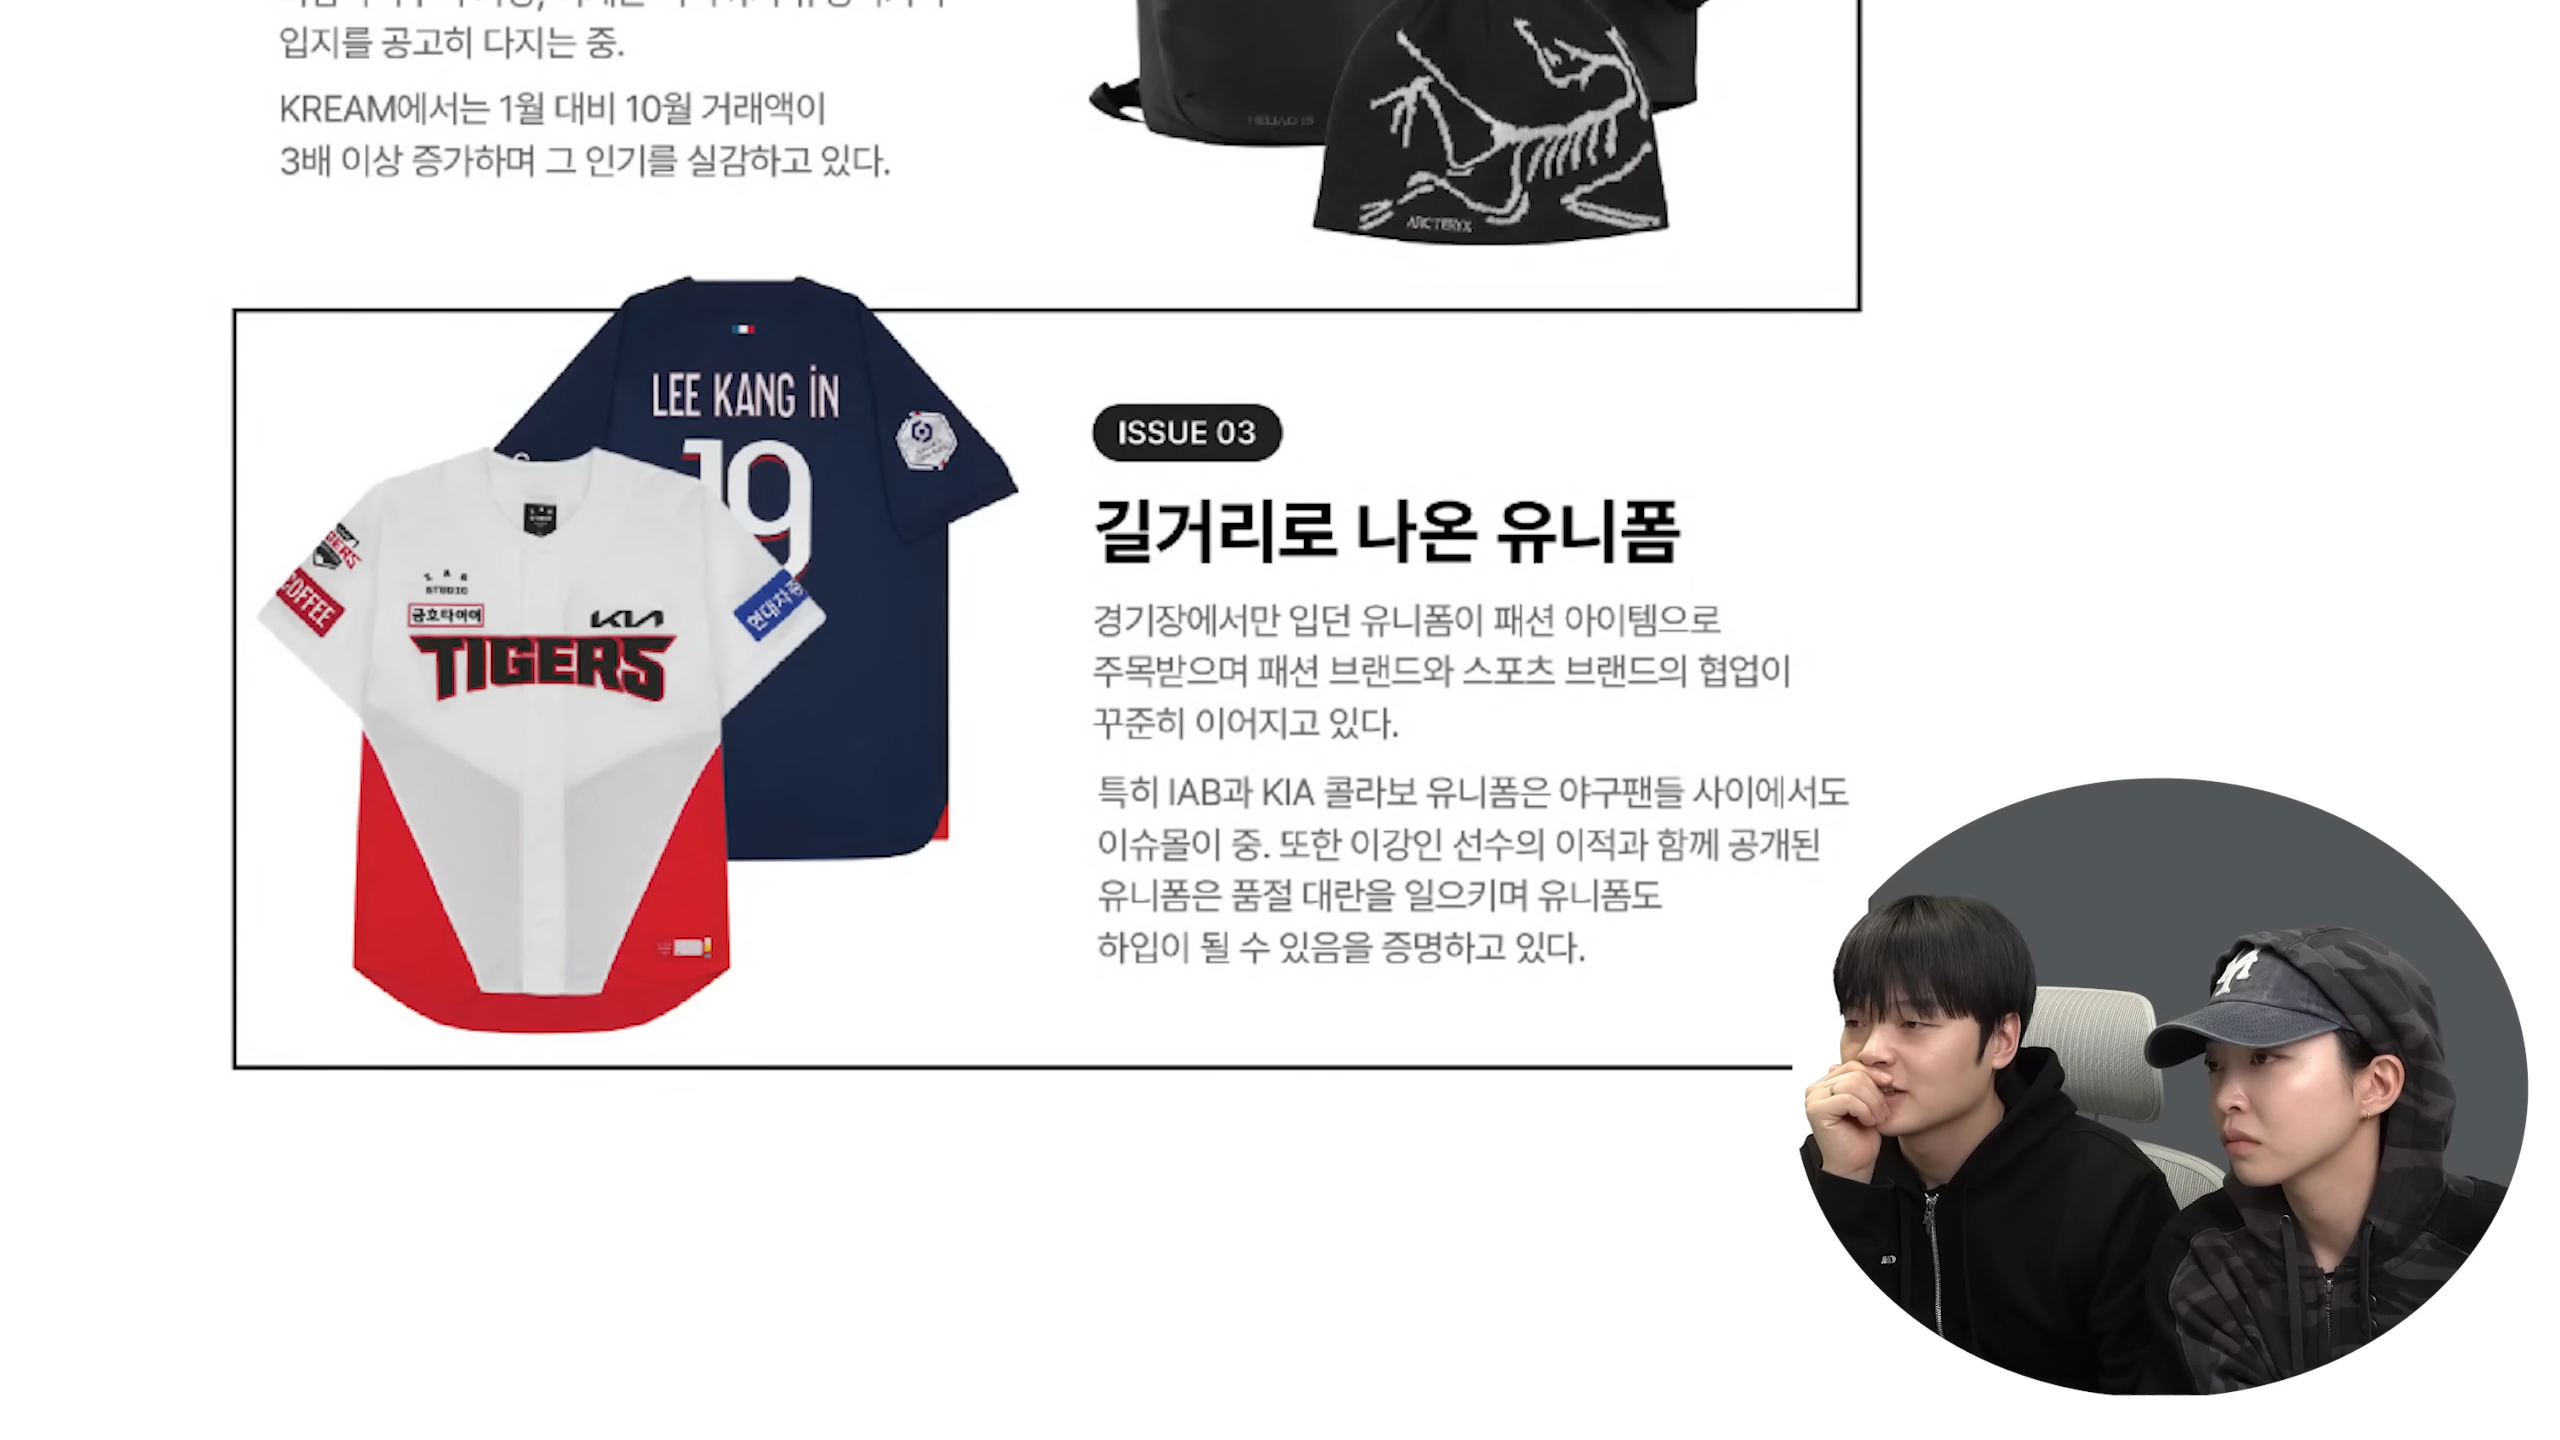 입지를 공고히 다지는 중.
KREAM에서는 1월 대비 10월 거래액이
3배 이상 증가하며 그 인기를 실감하고 있다.
HELIAD 15
ARC'TERYX
LEE KANG iN
19
TIGERS
COFFEE
IAB
STUDIO
금호타이어
KIA
TIGERS
현대차증
ISSUE 03
길거리로 나온 유니폼
경기장에서만 입던 유니폼이 패션 아이템으로
주목받으며 패션 브랜드와 스포츠 브랜드의 협업이
꾸준히 이어지고 있다.
특히 IAB과 KIA 콜라보 유니폼은 야구팬들 사이에서도
이슈몰이 중. 또한 이강인 선수의 이적과 함께 공개된
유니폼은 품절 대란을 일으키며 유니폼도
하입이 될 수 있음을 증명하고 있다.